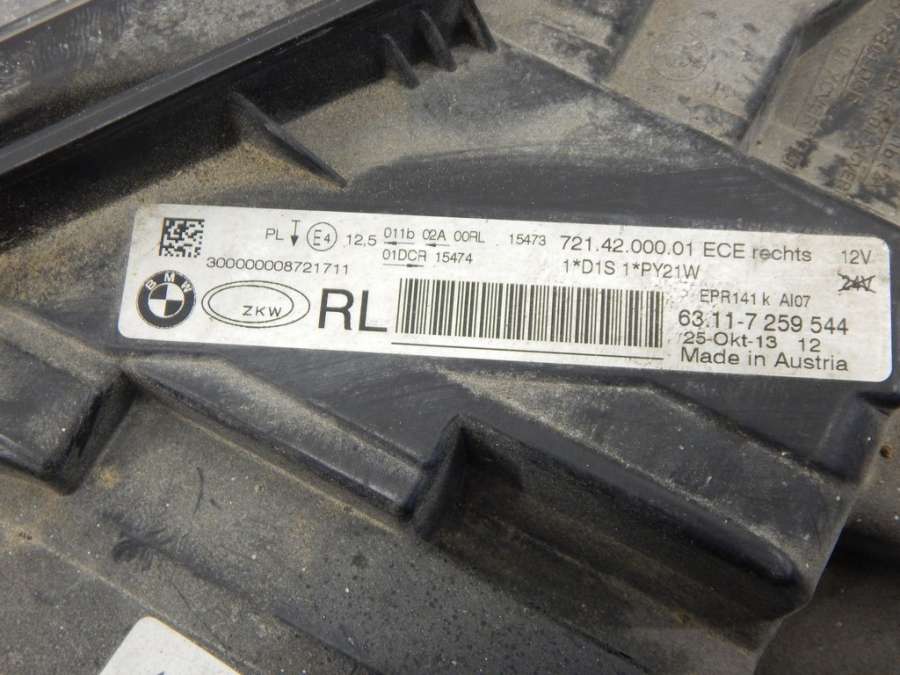 PL E4 12,5 011b 02A 00RL 15473 721.42.000.01 ECE rechts 12V
01DCR 15474 1*D1S 1*PY21W 24V
300000008721711
BMW ZKW RL EPR141 k AI07
63.11-7 259 544
25-Okt-13 12
Made in Austria